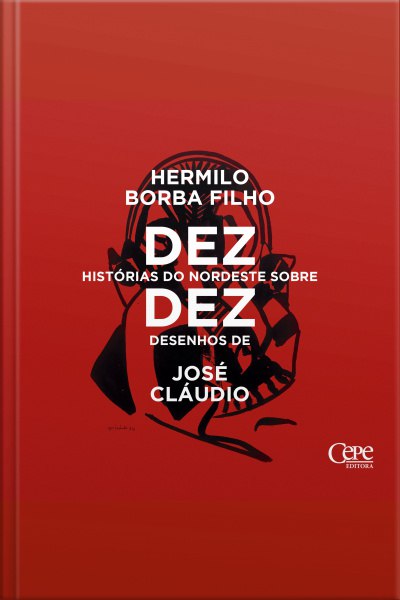 HERMILO
BORBA FILHO
DEZ
HISTÓRIAS DO NORDESTE SOBRE
DEZ
DESENHOS DE
JOSÉ
CLÁUDIO
Cepe
EDITORA